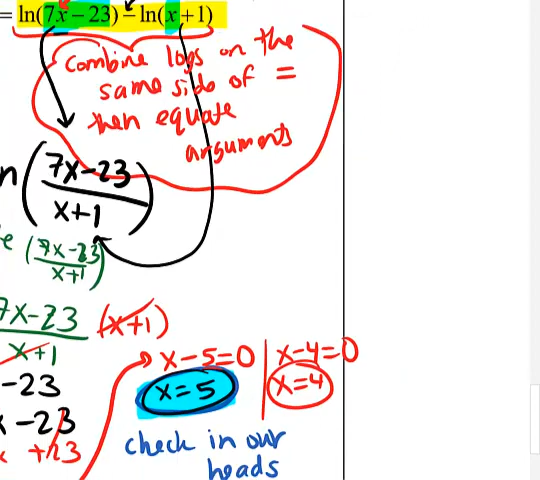 = ln(7x − 23) − ln(x + 1)
combine logs on the
same side of =
then equate
arguments
n(7x-23/x+1)
e (7x-23/x+1)
7x-23/x+1 (x+1)
x-5=0 | x-4=0
-23
x=5 | x=4
x -23
x +23
check in our
heads